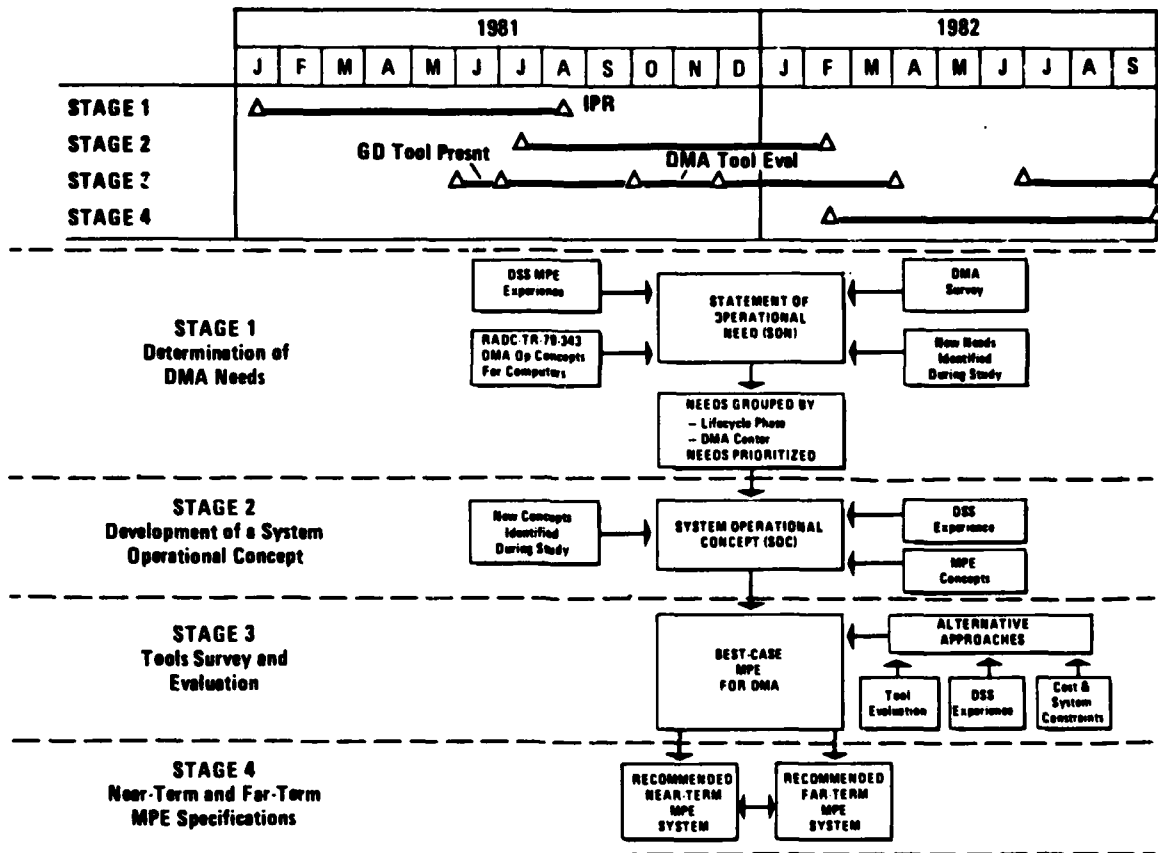 1981 1982
J F M A M J J A S O N D J F M A M J J A S
STAGE 1 IPR
STAGE 2
GD Tool Presnt DMA Tool Eval
STAGE 3
STAGE 4
DSS MPE
Experience
STATEMENT OF
OPERATIONAL
NEED (SON)
DMA
Survey
STAGE 1
Determination of
DMA Needs
RADC-TR-79-343
DMA Op Concepts
For Computers
New Needs
Identified
During Study
NEEDS GROUPED BY
– Lifecycle Phase
– DMA Center
NEEDS PRIORITIZED
STAGE 2
Development of a System
Operational Concept
New Concepts
Identified
During Study
SYSTEM OPERATIONAL
CONCEPT (SOC)
DSS
Experience
MPE
Concepts
STAGE 3
Tools Survey and
Evaluation
BEST-CASE
MPE
FOR DMA
ALTERNATIVE
APPROACHES
Tool
Evaluation
DSS
Experience
Cost &
System
Constraints
STAGE 4
Near-Term and Far-Term
MPE Specifications
RECOMMENDED
NEAR-TERM
MPE
SYSTEM
RECOMMENDED
FAR-TERM
MPE
SYSTEM